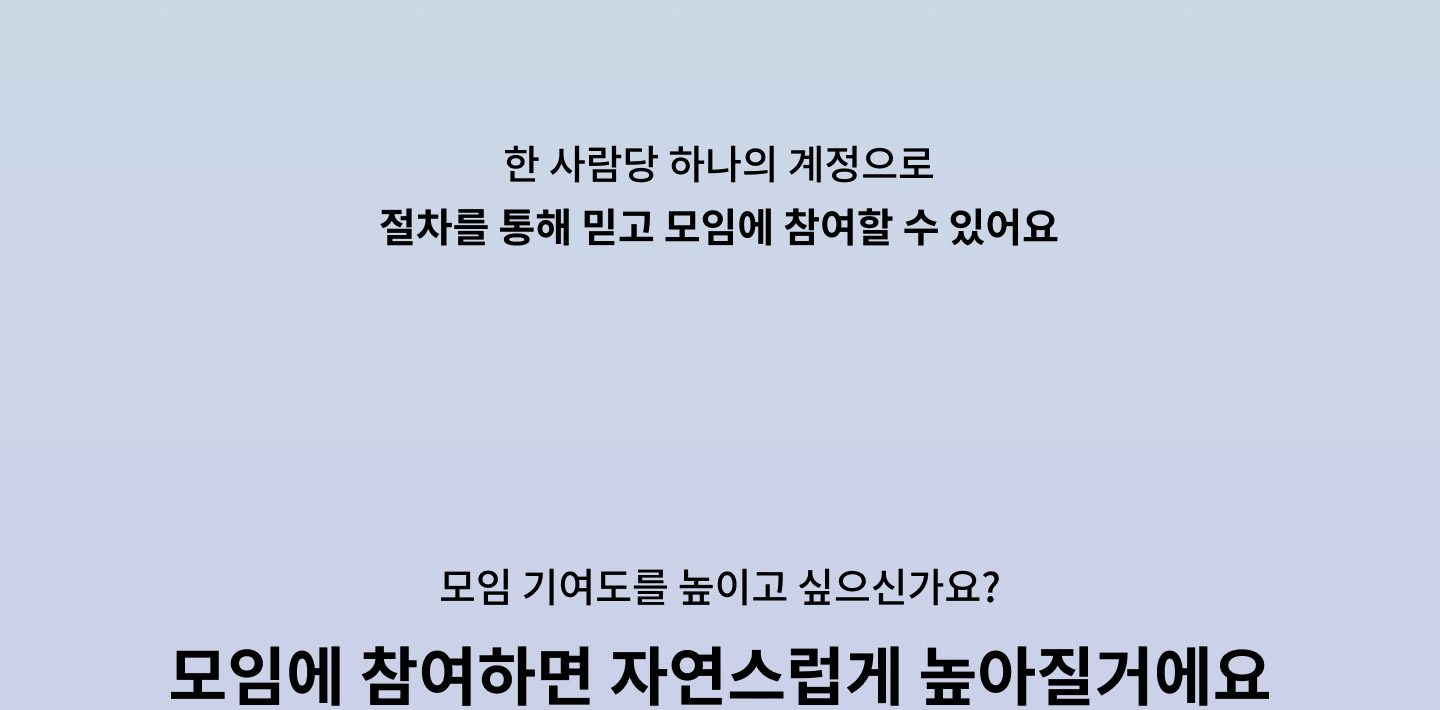 한 사람당 하나의 계정으로
절차를 통해 믿고 모임에 참여할 수 있어요
모임 기여도를 높이고 싶으신가요?
모임에 참여하면 자연스럽게 높아질거에요